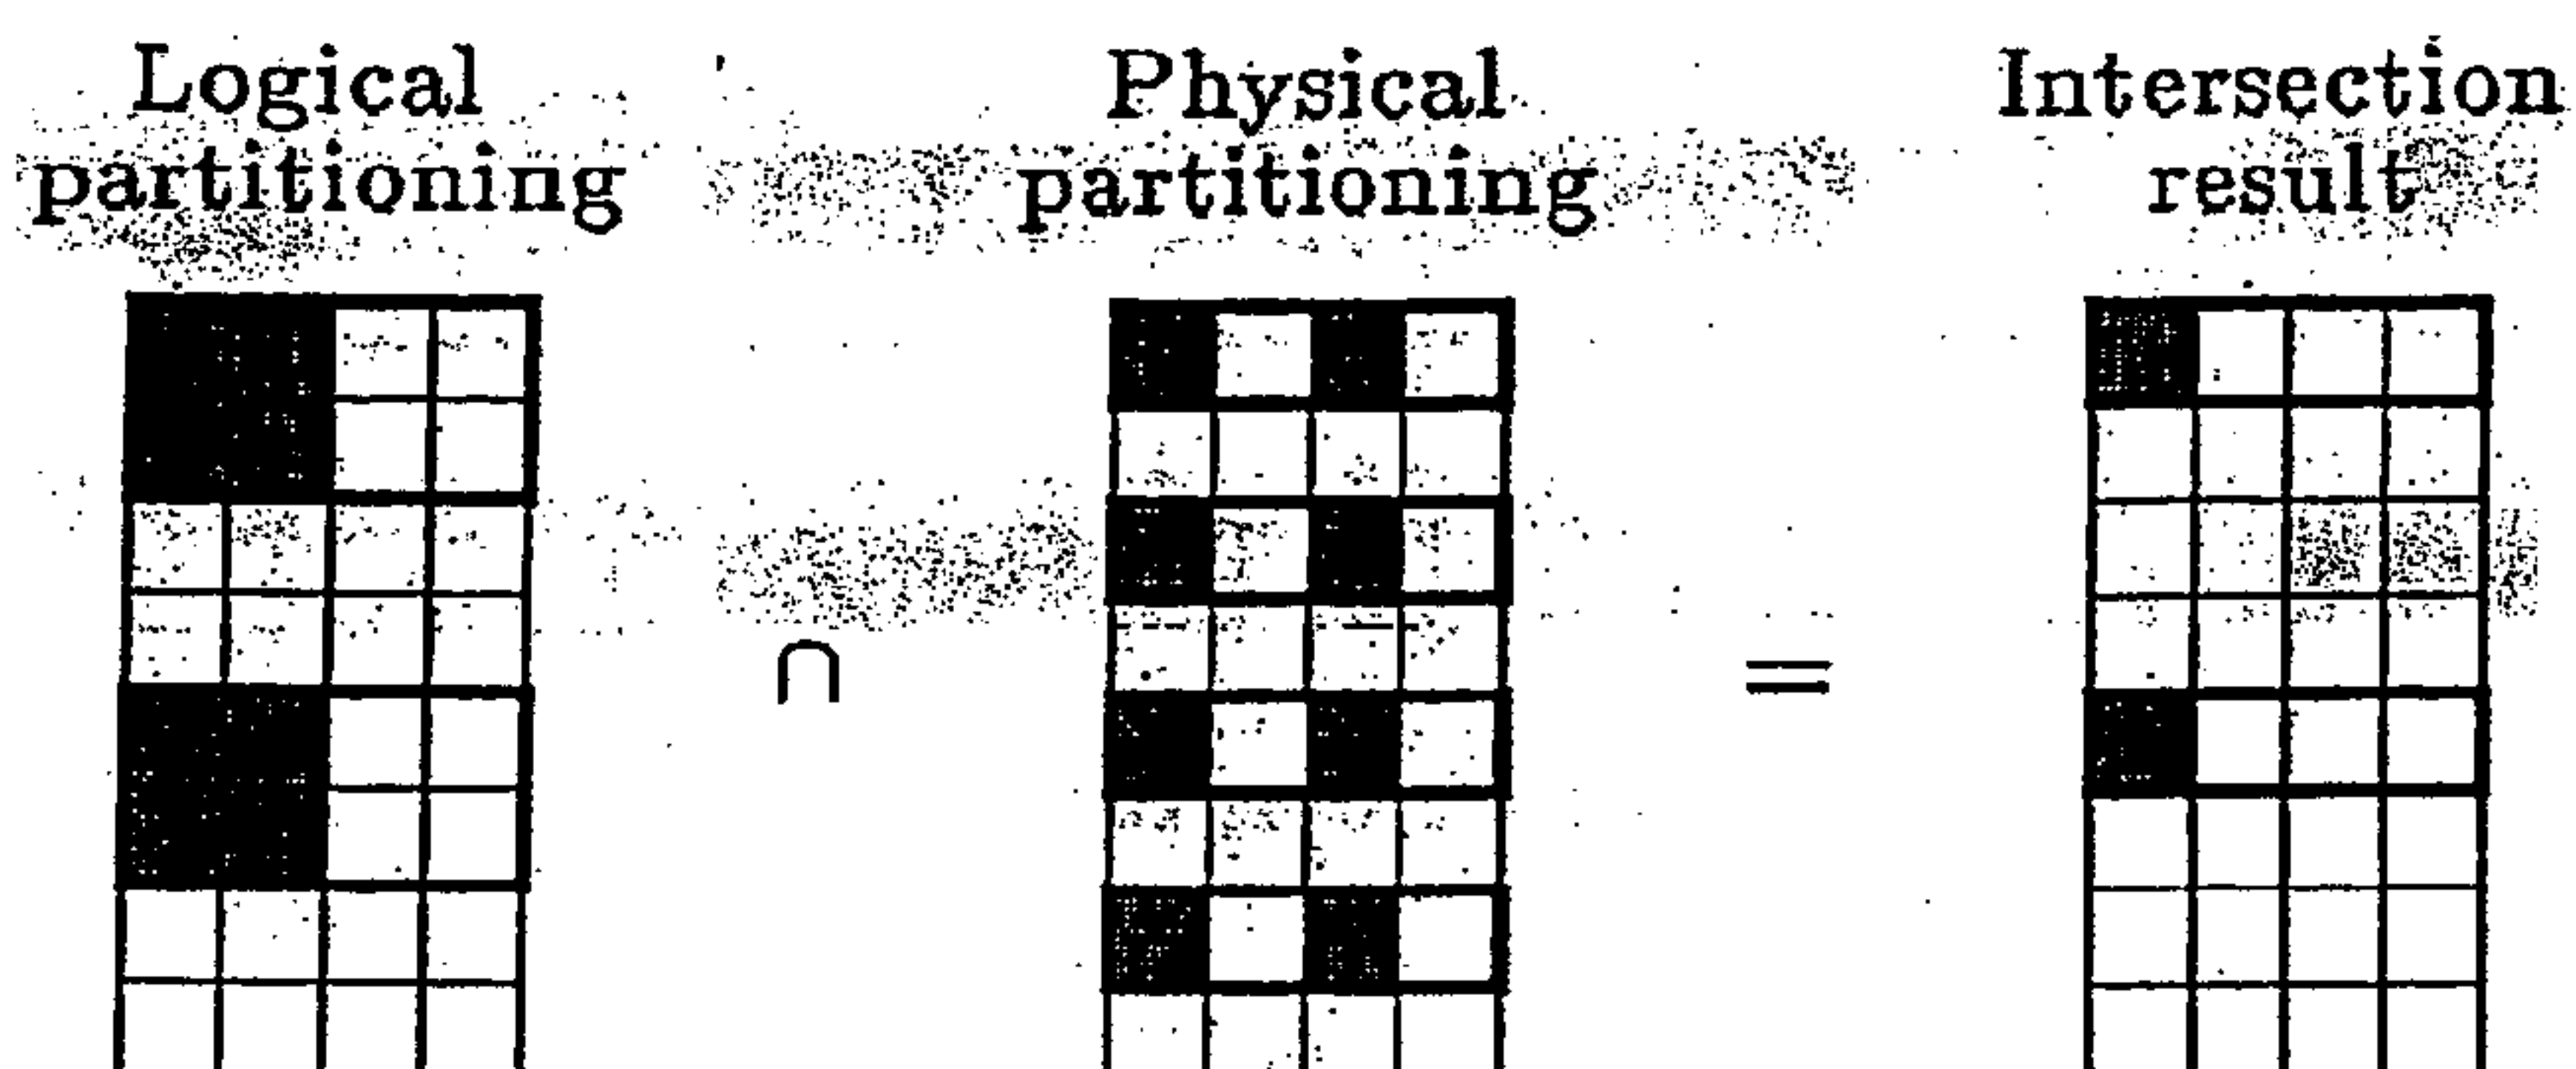 Logical
partitioning
Physical
partitioning
Intersection
result
∩
=